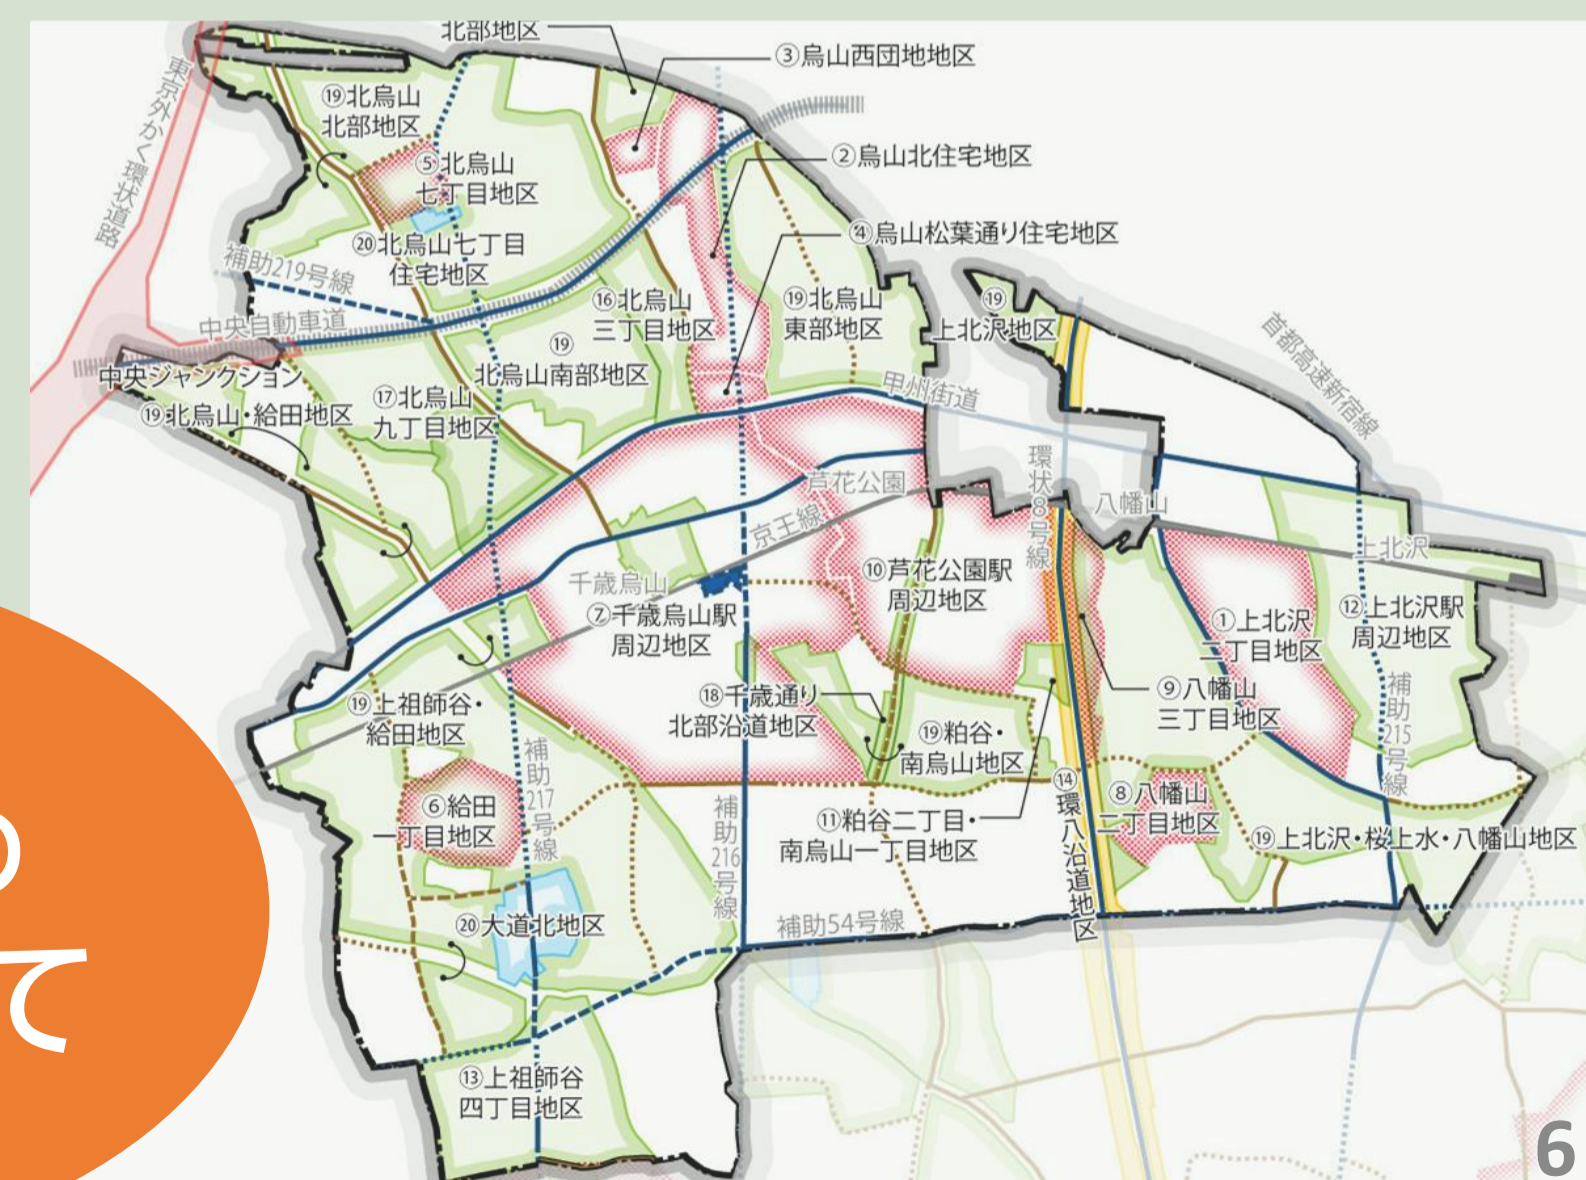 北部地区
③烏山西団地地区
東京外かく環状道路
⑲北烏山
北部地区
②烏山北住宅地区
⑤北烏山
七丁目地区
④烏山松葉通り住宅地区
⑳北烏山七丁目
住宅地区
補助219号線
⑯北烏山
三丁目地区
⑲北烏山
東部地区
⑲
上北沢地区
中央自動車道
首都高速新宿線
⑲
北烏山南部地区
中央ジャンクション
甲州街道
⑲北烏山・給田地区
⑰北烏山
九丁目地区
環状8号線
芦花公園
八幡山
京王線
上北沢
千歳烏山
⑩芦花公園駅
周辺地区
⑦千歳烏山駅
周辺地区
①上北沢
二丁目地区
⑫上北沢駅
周辺地区
⑱千歳通り
北部沿道地区
⑨八幡山
三丁目地区
補助215号線
⑲上祖師谷・
給田地区
⑲粕谷・
南烏山地区
補助217号線
⑥給田
一丁目地区
補助216号線
⑪粕谷二丁目・
南烏山一丁目地区
⑭環八沿道地区
⑧八幡山
二丁目地区
⑲上北沢・桜上水・八幡山地区
の
て
⑳大道北地区
補助54号線
⑬上祖師谷
四丁目地区
6